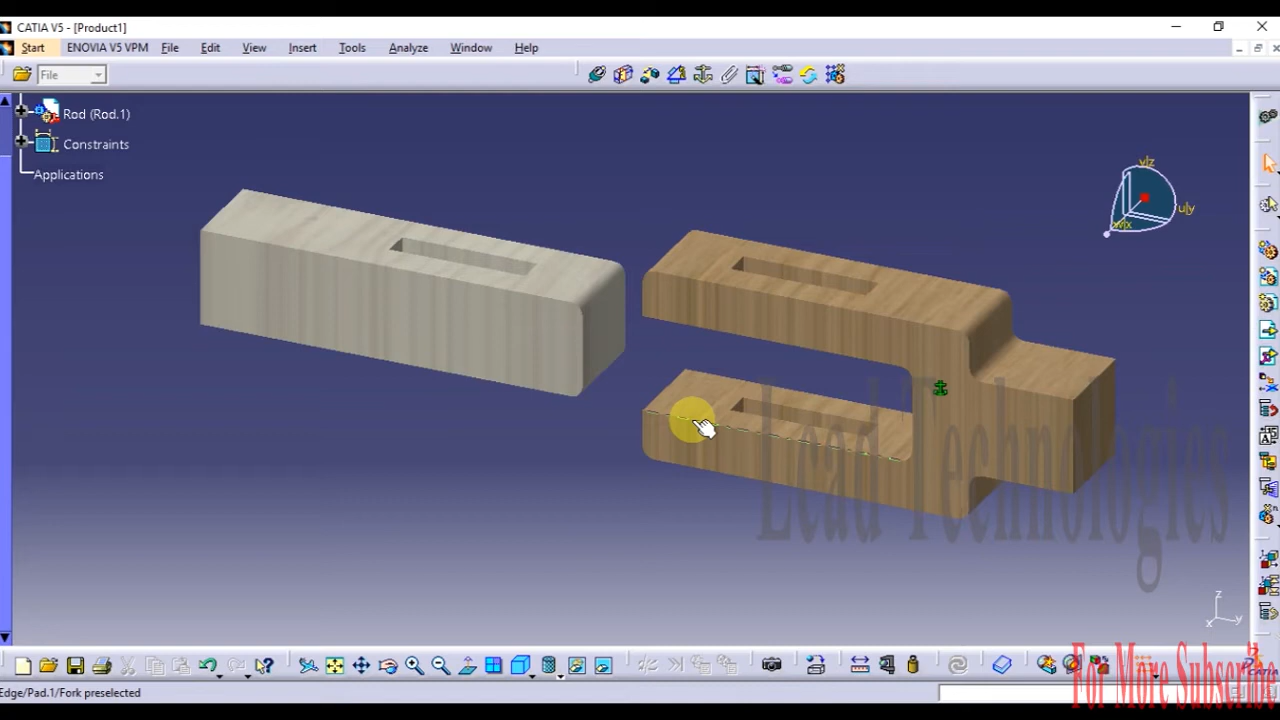 CATIA V5 - [Product1]
Start ENOVIA V5 VPM File Edit View Insert Tools Analyze Window Help
File
Rod (Rod.1)
Constraints
Applications
v|z
u|y
w|x
Lead Technologies
z
x y
For More Subscribe
CATIA
Edge/Pad.1/Fork preselected